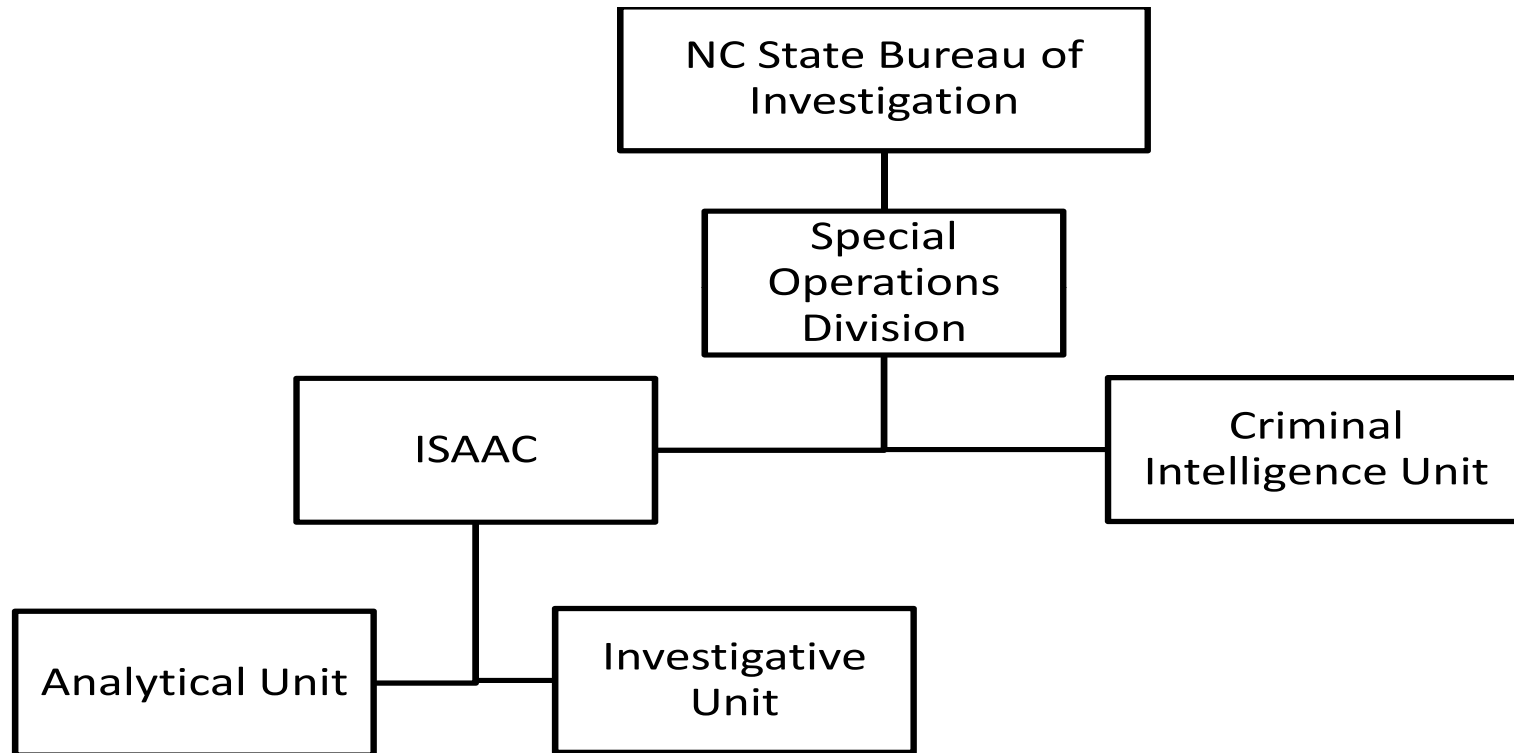 NC State Bureau of
Investigation
Special
Operations
Division
ISAAC
Criminal
Intelligence Unit
Analytical Unit
Investigative
Unit